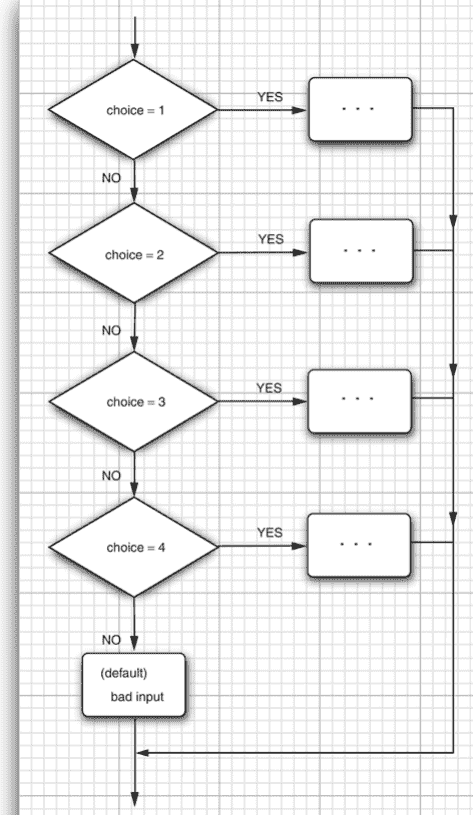 choice = 1
YES
. . .
NO
choice = 2
YES
. . .
NO
choice = 3
YES
. . .
NO
choice = 4
YES
. . .
NO
(default)
bad input